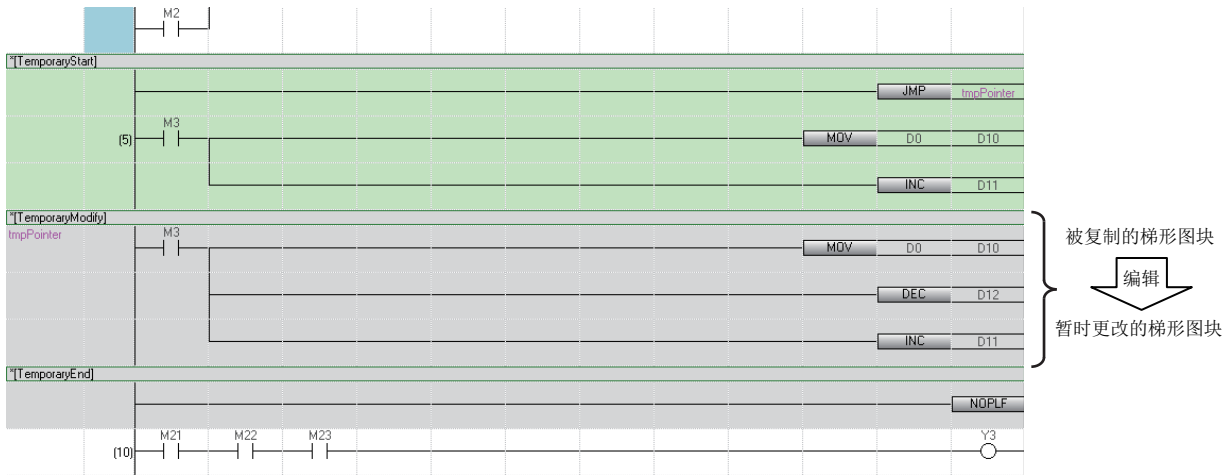 M2
*[TemporaryStart]
JMP tmpPointer
M3
(5) MOV D0 D10
INC D11
*[TemporaryModify]
tmpPointer M3
MOV D0 D10
DEC D12
INC D11
被复制的梯形图块
编辑
暂时更改的梯形图块
*[TemporaryEnd]
NOPLF
M21 M22 M23 Y3
(10)